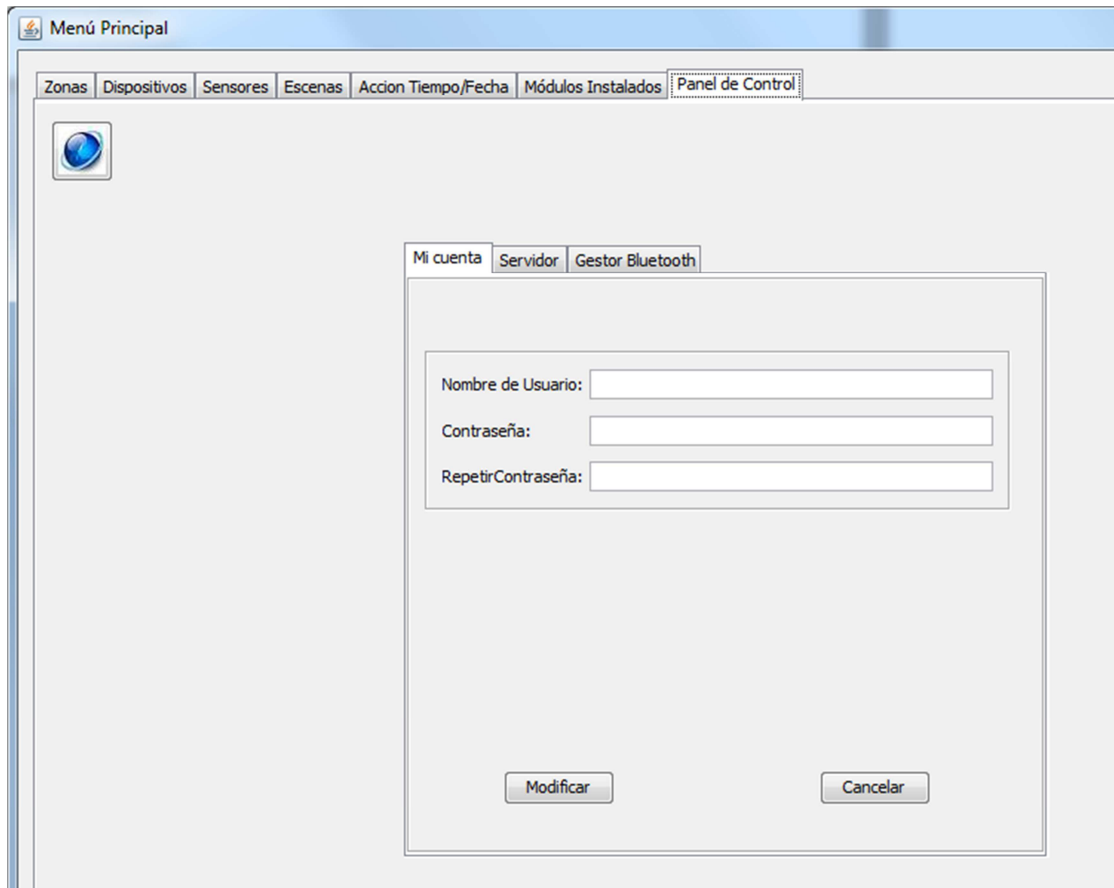 Menú Principal
Zonas Dispositivos Sensores Escenas Accion Tiempo/Fecha Módulos Instalados Panel de Control
Mi cuenta Servidor Gestor Bluetooth
Nombre de Usuario:
Contraseña:
RepetirContraseña:
Modificar Cancelar